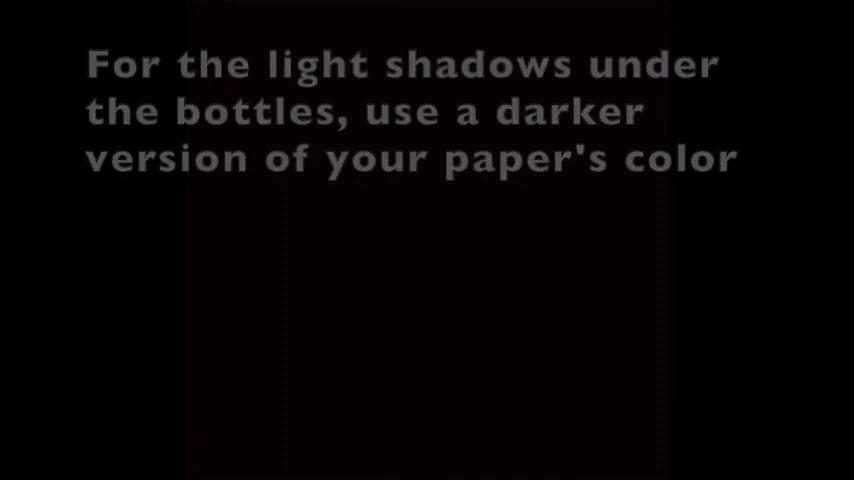 For the light shadows under
the bottles, use a darker
version of your paper's color